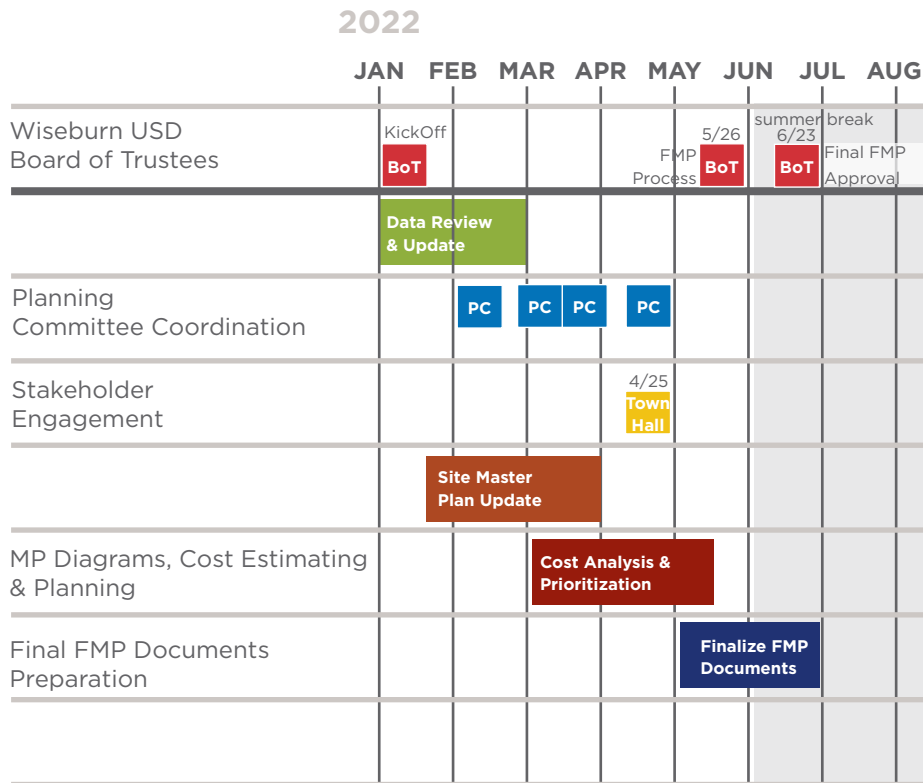 2022
JAN FEB MAR APR MAY JUN JUL AUG
Wiseburn USD
Board of Trustees
KickOff
BoT
FMP
Process
5/26
BoT
summer break
6/23
BoT
Final FMP
Approval
Data Review
& Update
Planning
Committee Coordination
PC PC PC PC
Stakeholder
Engagement
4/25
Town
Hall
Site Master
Plan Update
MP Diagrams, Cost Estimating
& Planning
Cost Analysis &
Prioritization
Final FMP Documents
Preparation
Finalize FMP
Documents